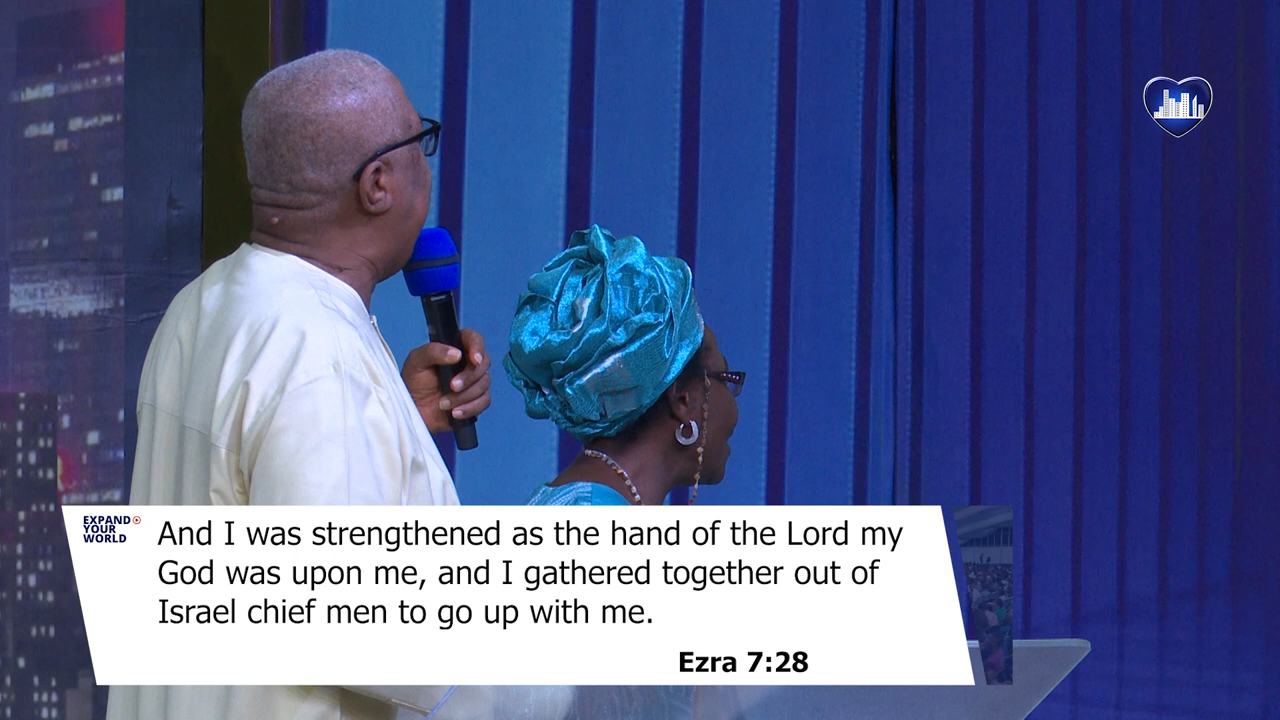 EXPAND
YOUR
WORLD
And I was strengthened as the hand of the Lord my
God was upon me, and I gathered together out of
Israel chief men to go up with me.
Ezra 7:28